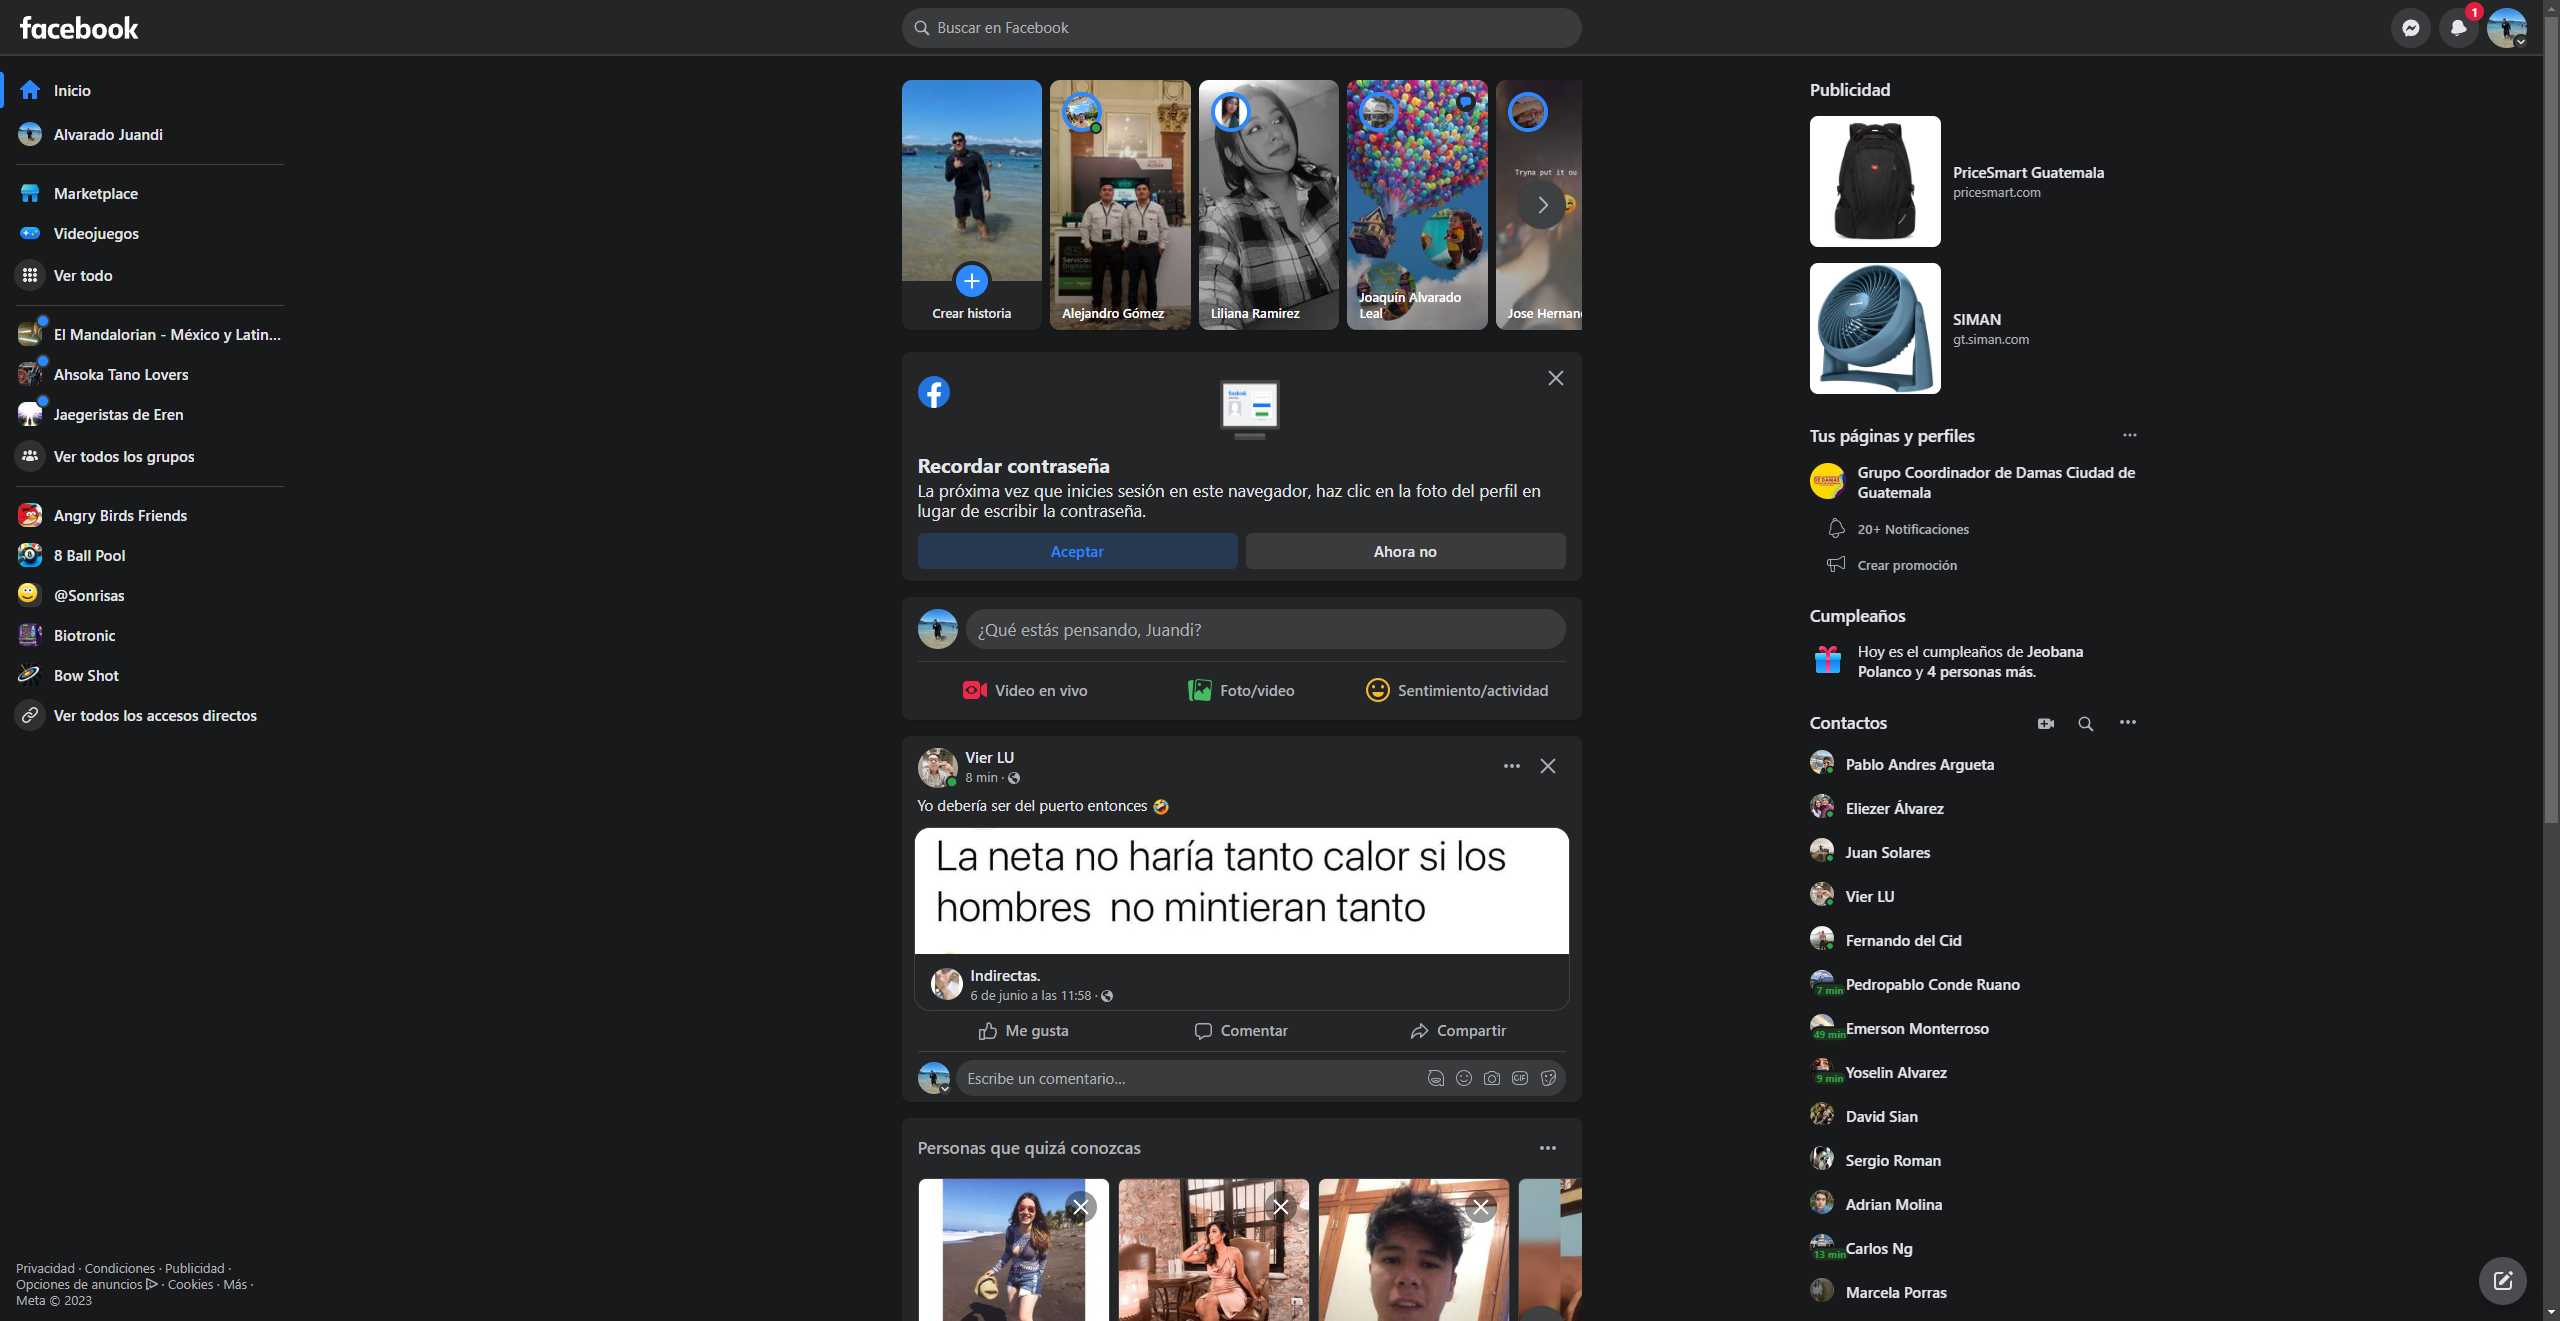 facebook
Buscar en Facebook
1
Inicio
Alvarado Juandi
Marketplace
Videojuegos
Ver todo
El Mandalorian - México y Latin...
Ahsoka Tano Lovers
Jaegeristas de Eren
Ver todos los grupos
Angry Birds Friends
8 Ball Pool
@Sonrisas
Biotronic
Bow Shot
Ver todos los accesos directos
Privacidad · Condiciones · Publicidad ·
Opciones de anuncios · Cookies · Más ·
Meta © 2023
Crear historia
Alejandro Gómez
Liliana Ramirez
Joaquín Alvarado
Leal
Tryna put it ou
Jose Hernan
Recordar contraseña
La próxima vez que inicies sesión en este navegador, haz clic en la foto del perfil en
lugar de escribir la contraseña.
Aceptar
Ahora no
¿Qué estás pensando, Juandi?
Video en vivo
Foto/video
Sentimiento/actividad
Vier LU
8 min ·
Yo debería ser del puerto entonces 🤣
La neta no haría tanto calor si los
hombres no mintieran tanto
Indirectas.
6 de junio a las 11:58 ·
Me gusta
Comentar
Compartir
Escribe un comentario...
GIF
Personas que quizá conozcas
Publicidad
PriceSmart Guatemala
pricesmart.com
SIMAN
gt.siman.com
Tus páginas y perfiles
Grupo Coordinador de Damas Ciudad de
Guatemala
20+ Notificaciones
Crear promoción
Cumpleaños
Hoy es el cumpleaños de Jeobana
Polanco y 4 personas más.
Contactos
Pablo Andres Argueta
Eliezer Álvarez
Juan Solares
Vier LU
Fernando del Cid
7 min Pedropablo Conde Ruano
49 min Emerson Monterroso
9 min Yoselin Alvarez
David Sian
Sergio Roman
Adrian Molina
13 min Carlos Ng
Marcela Porras